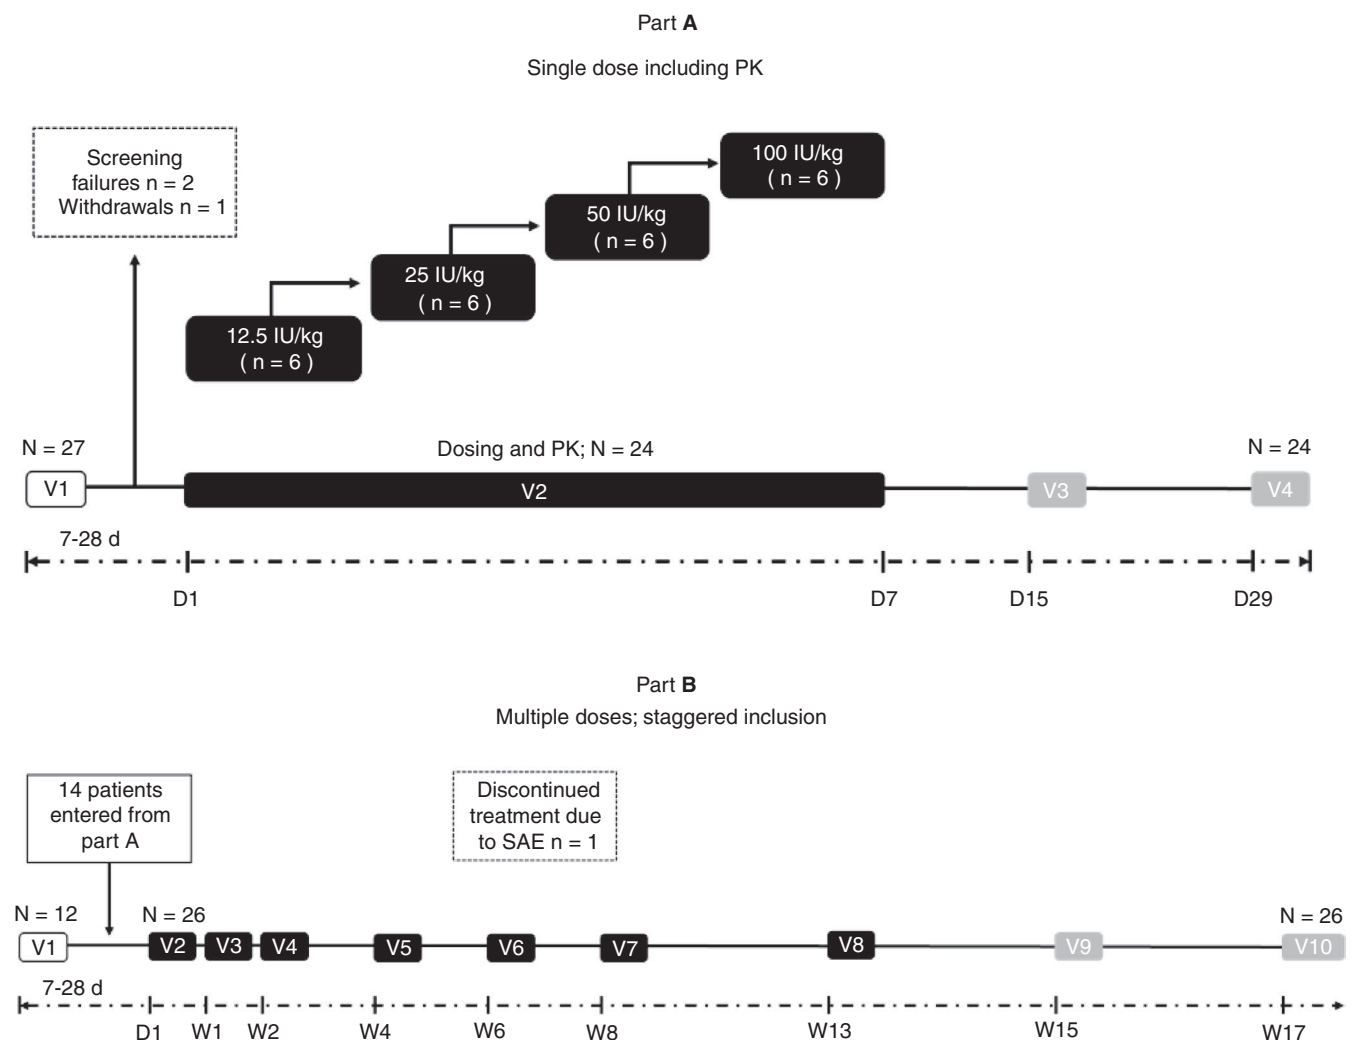 Part A
Single dose including PK
Screening
failures n = 2
Withdrawals n = 1
100 IU/kg
( n = 6 )
50 IU/kg
( n = 6 )
25 IU/kg
( n = 6 )
12.5 IU/kg
( n = 6 )
N = 27
Dosing and PK; N = 24
N = 24
V1
V2
V3
V4
7-28 d
D1
D7
D15
D29
Part B
Multiple doses; staggered inclusion
14 patients
entered from
part A
Discontinued
treatment due
to SAE n = 1
N = 12
N = 26
N = 26
V1
V2
V3
V4
V5
V6
V7
V8
V9
V10
7-28 d
D1
W1
W2
W4
W6
W8
W13
W15
W17